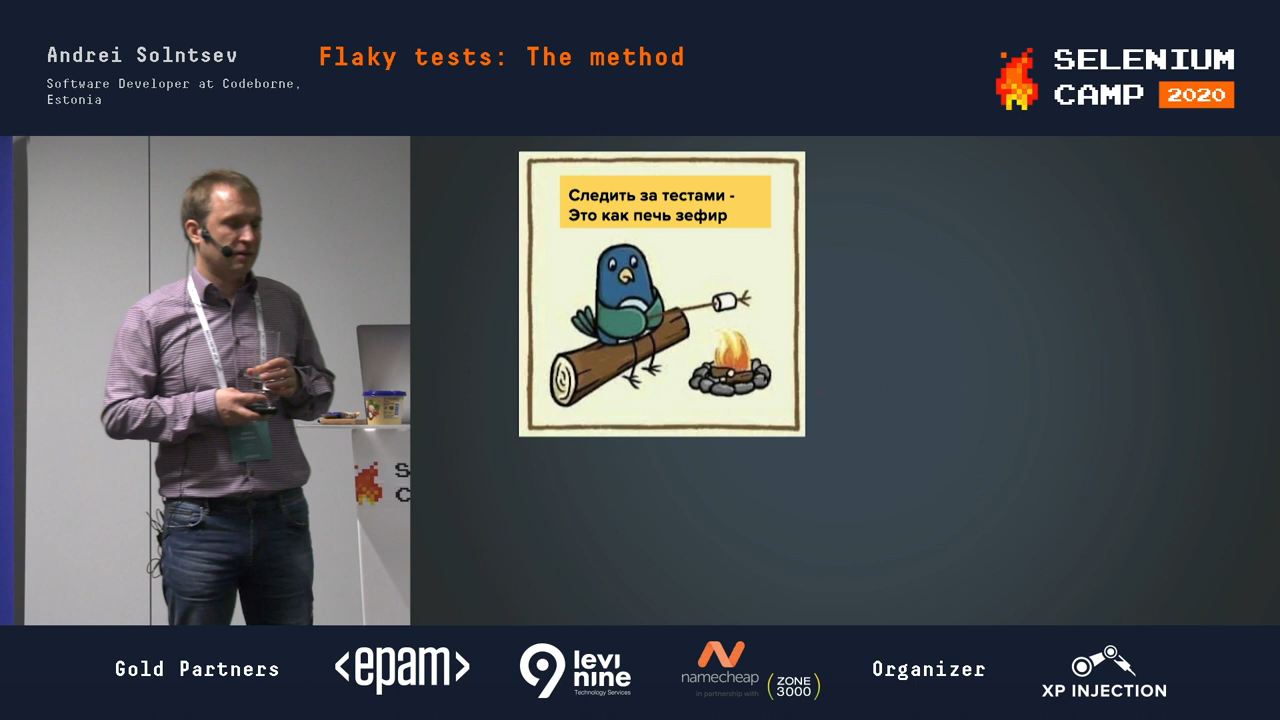 Andrei Solntsev
Software Developer at Codeborne,
Estonia
Flaky tests: The method
SELENIUM
CAMP 2020
Следить за тестами -
Это как печь зефир
S
C
Gold Partners
<epam>
9 levi
nine
Technology Services
namecheap
in partnership with
ZONE
3000
Organizer
XP INJECTION